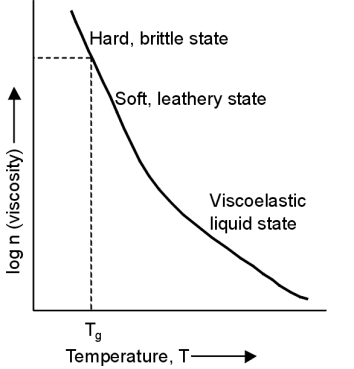 Hard, brittle state
Soft, leathery state
Viscoelastic
liquid state
log n (viscosity)
Tg
Temperature, T